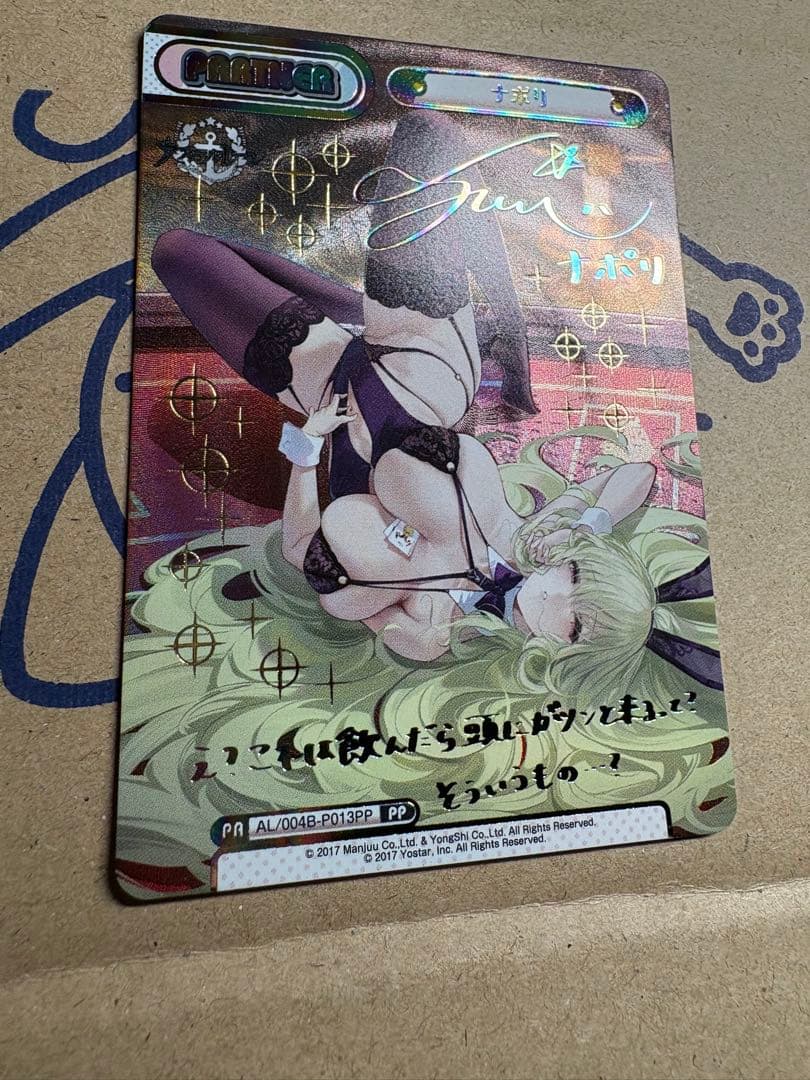 PARTNER
ナポリ
ナポリ
え？これは飲んだら頭にガツンと来るって？
そういうもの…？
PA AL/004B-P013PP PP
© 2017 Manjuu Co.,Ltd. & YongShi Co.,Ltd. All Rights Reserved.
© 2017 Yostar, Inc. All Rights Reserved.